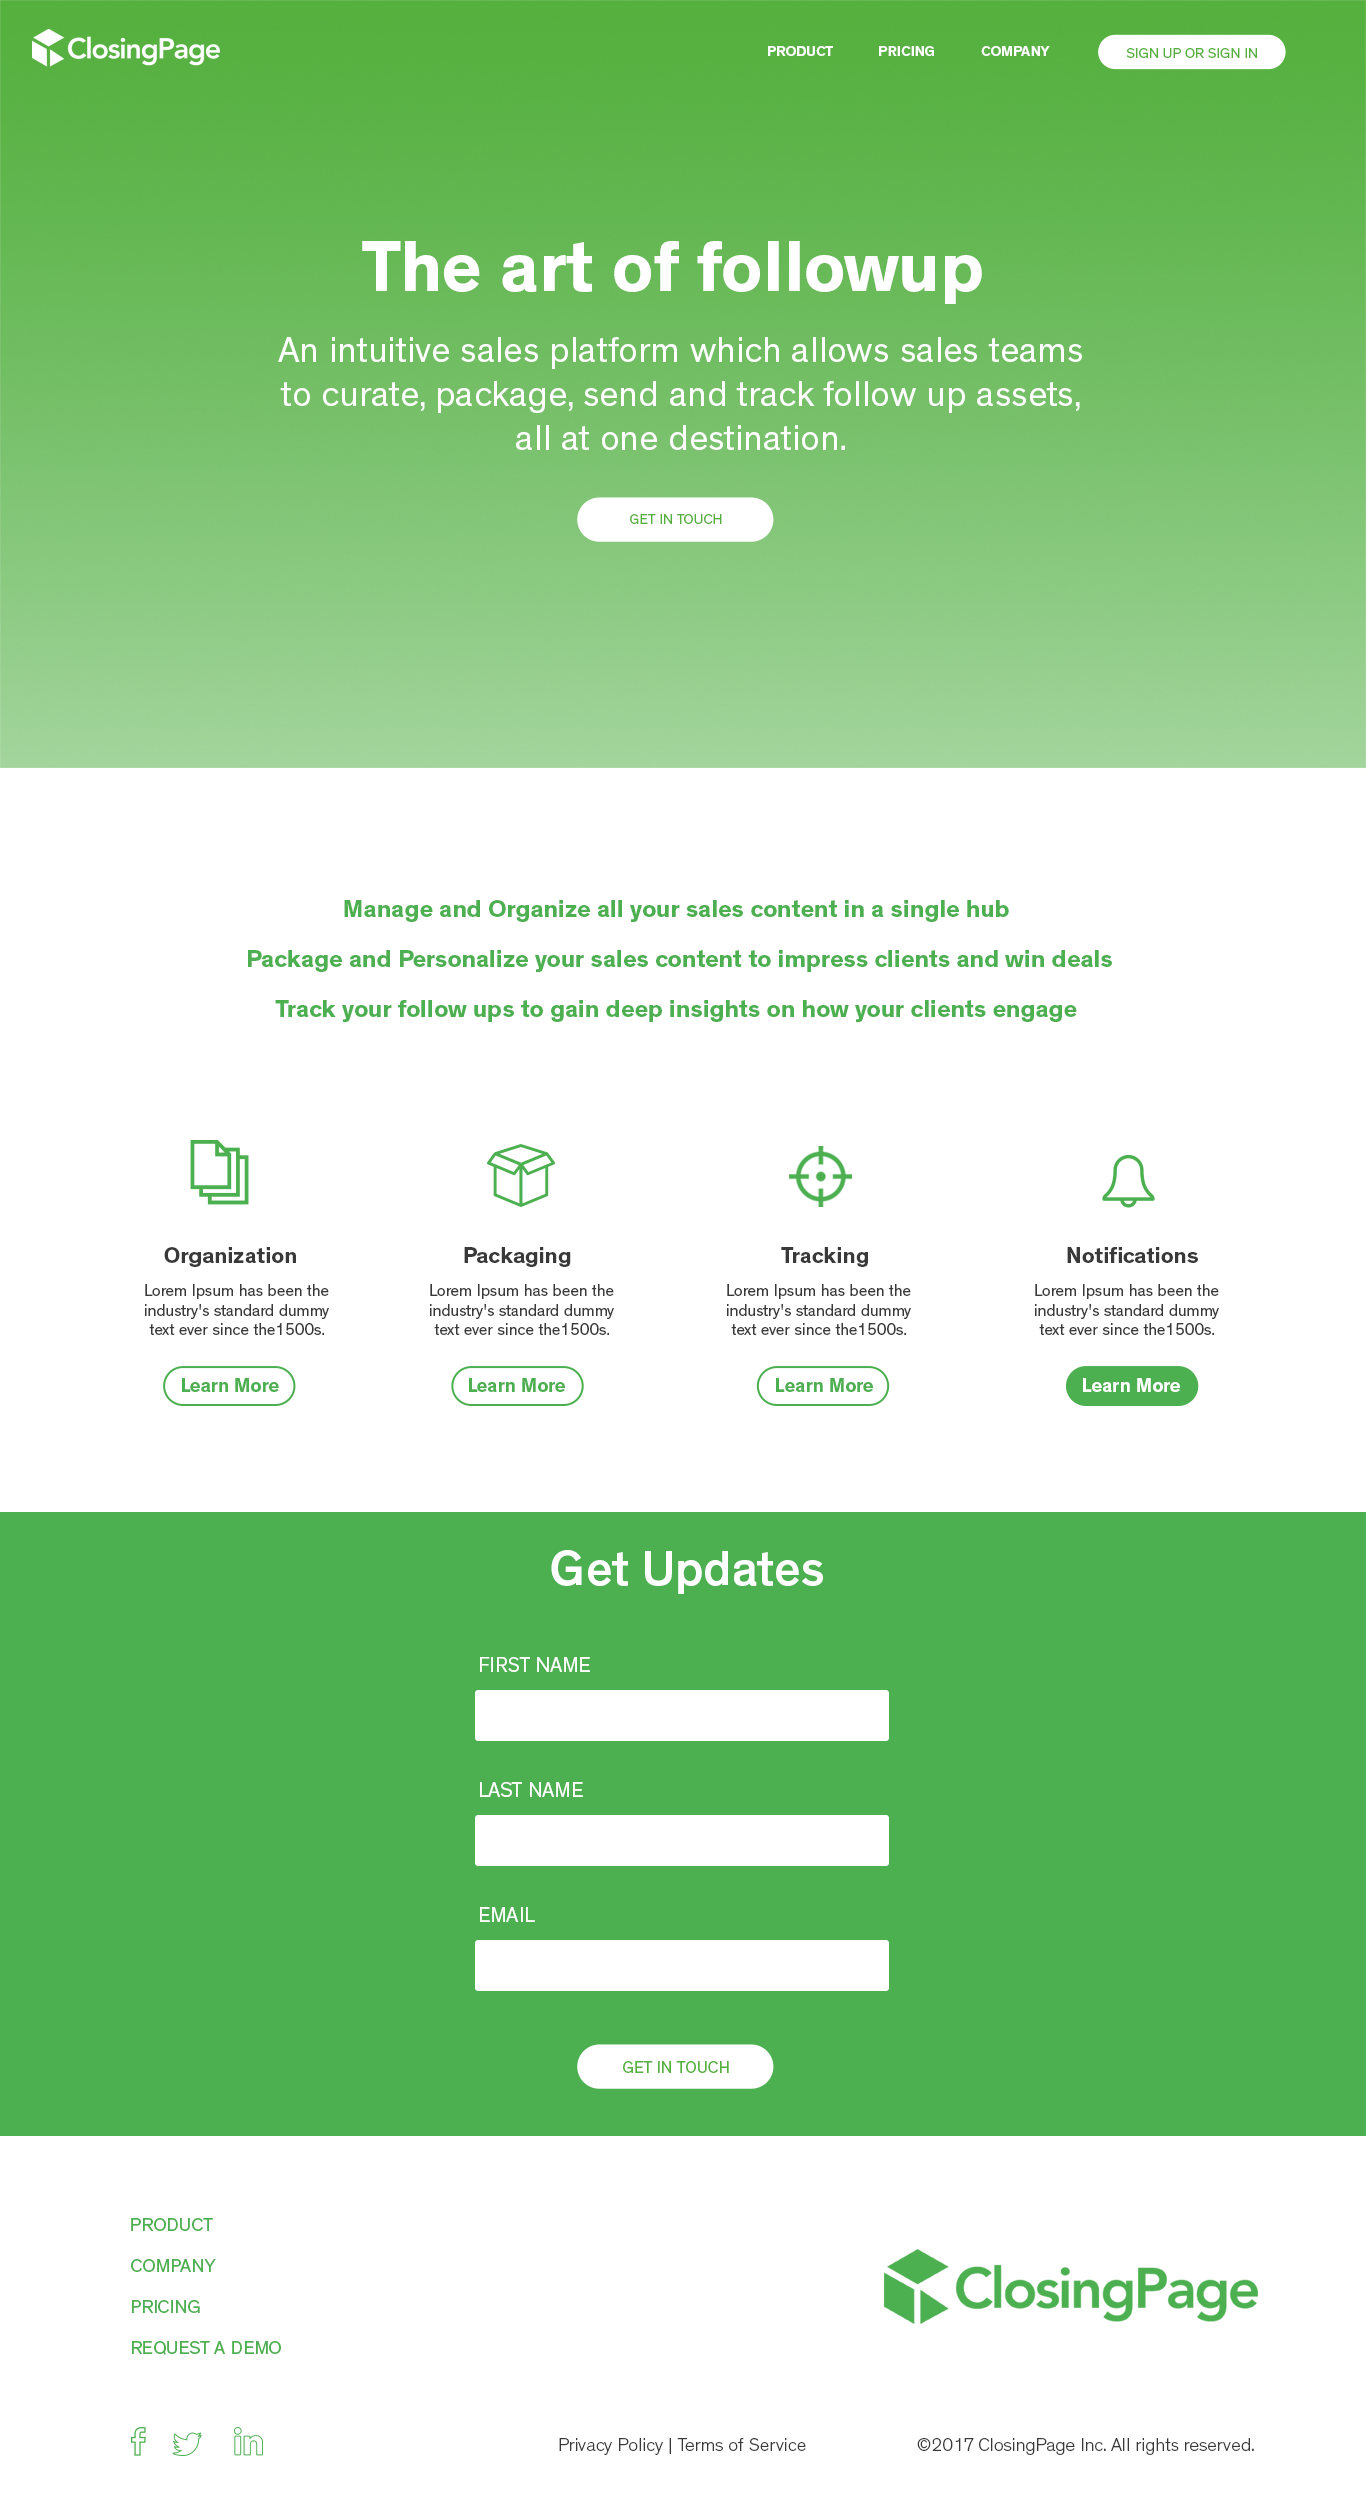 ClosingPage
PRODUCT PRICING COMPANY SIGN UP OR SIGN IN
The art of followup
An intuitive sales platform which allows sales teams
to curate, package, send and track follow up assets,
all at one destination.
GET IN TOUCH
Manage and Organize all your sales content in a single hub
Package and Personalize your sales content to impress clients and win deals
Track your follow ups to gain deep insights on how your clients engage
Organization
Lorem Ipsum has been the
industry's standard dummy
text ever since the1500s.
Learn More
Packaging
Lorem Ipsum has been the
industry's standard dummy
text ever since the1500s.
Learn More
Tracking
Lorem Ipsum has been the
industry's standard dummy
text ever since the1500s.
Learn More
Notifications
Lorem Ipsum has been the
industry's standard dummy
text ever since the1500s.
Learn More
Get Updates
FIRST NAME
LAST NAME
EMAIL
GET IN TOUCH
PRODUCT
COMPANY
PRICING
REQUEST A DEMO
ClosingPage
Privacy Policy | Terms of Service
©2017 ClosingPage Inc. All rights reserved.